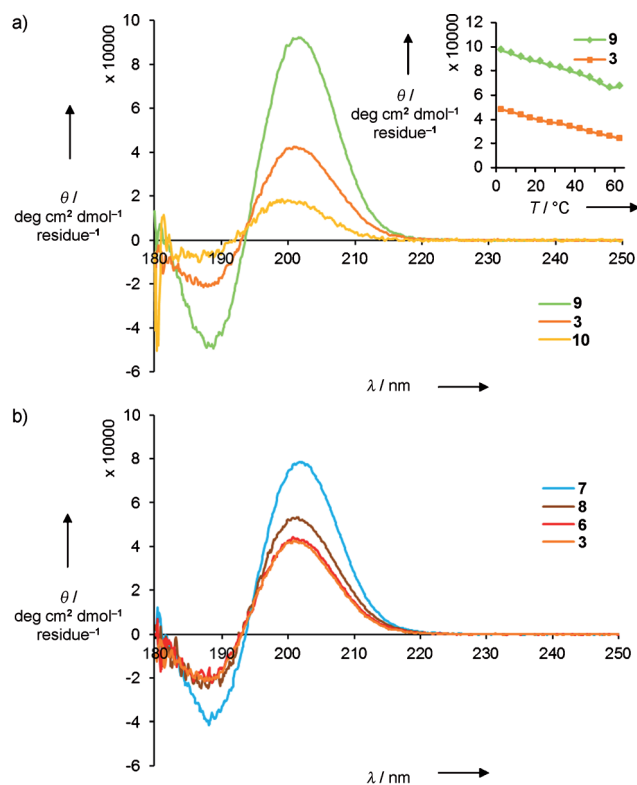 a)
x 10000
θ /
deg cm² dmol⁻¹
residue⁻¹
10
8
6
4
2
0
-2
-4
-6
180 190 200 210 220 230 240 250
λ / nm
9
3
10
x 10000
θ /
deg cm² dmol⁻¹
residue⁻¹
12
10
8
6
4
2
0
0 20 40 60
T / °C
9
3
b)
x 10000
θ /
deg cm² dmol⁻¹
residue⁻¹
10
8
6
4
2
0
-2
-4
-6
180 190 200 210 220 230 240 250
λ / nm
7
8
6
3